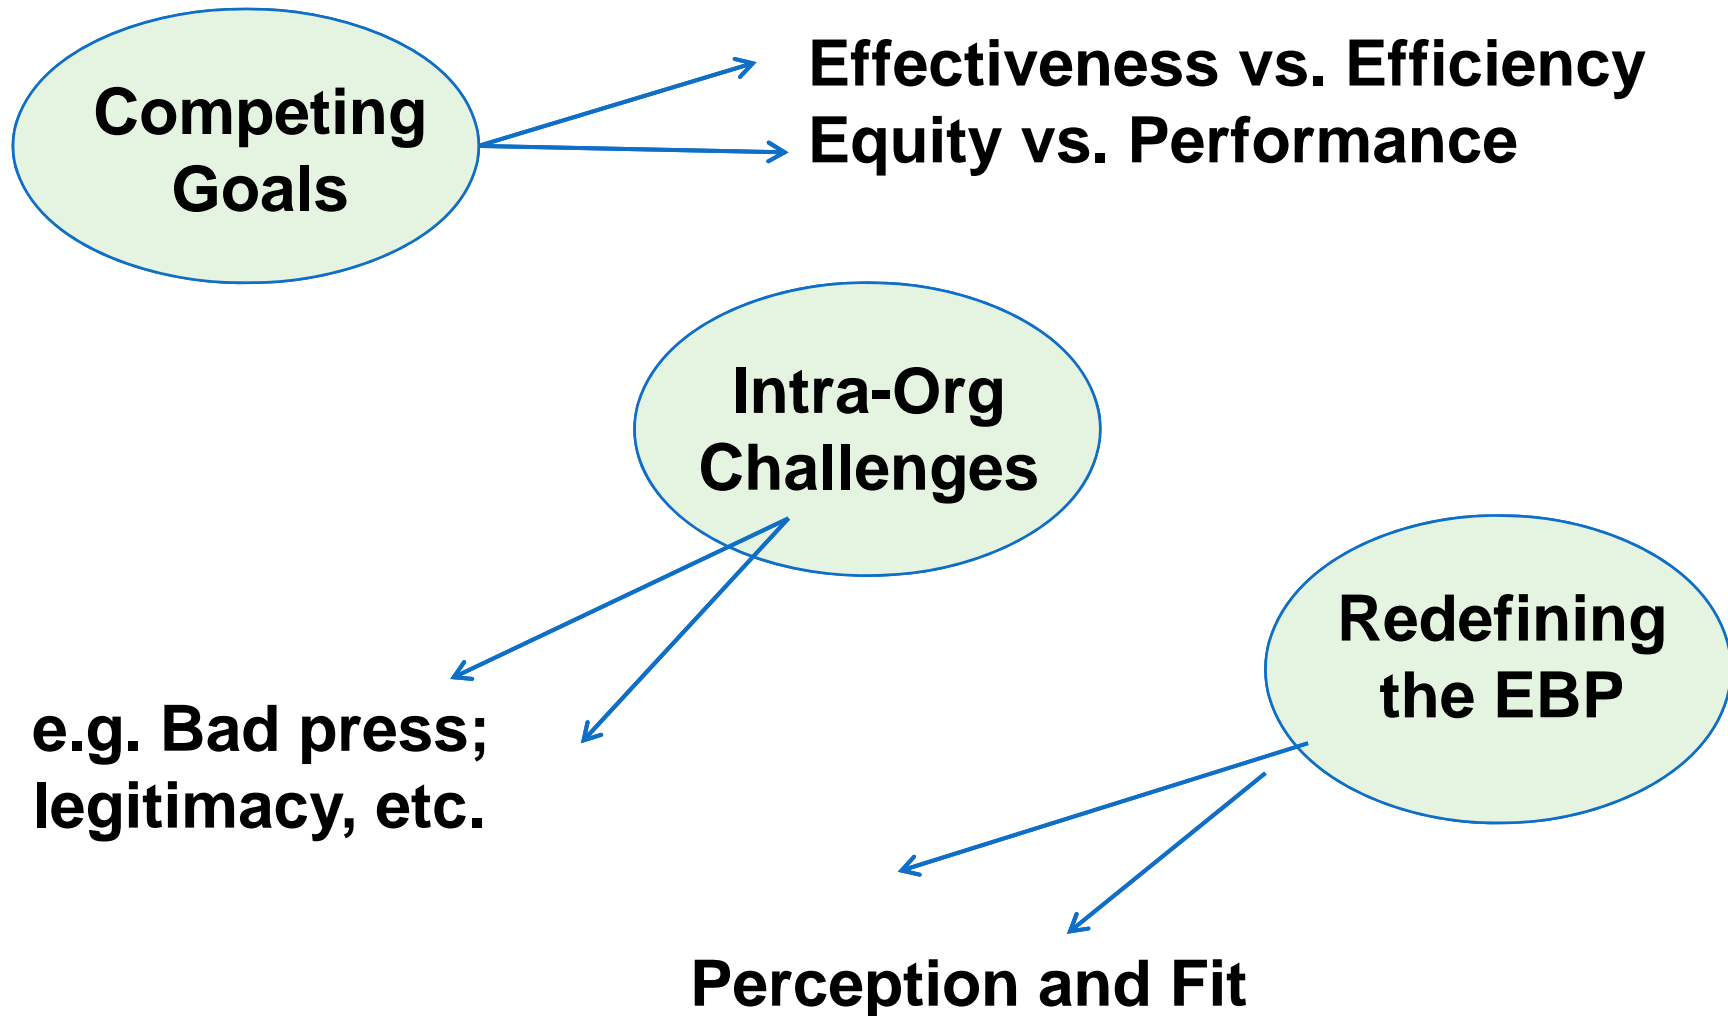 Competing
Goals
Effectiveness vs. Efficiency
Equity vs. Performance
Intra-Org
Challenges
e.g. Bad press;
legitimacy, etc.
Redefining
the EBP
Perception and Fit